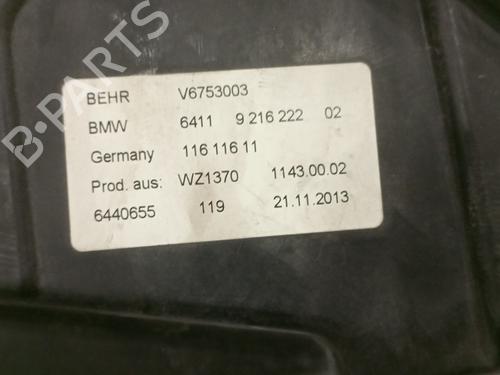 B-PARTS
BEHR V6753003
BMW 6411 9 216 222 02
Germany 116 116 11
Prod. aus: WZ1370 1143.00.02
6440655 119 21.11.2013